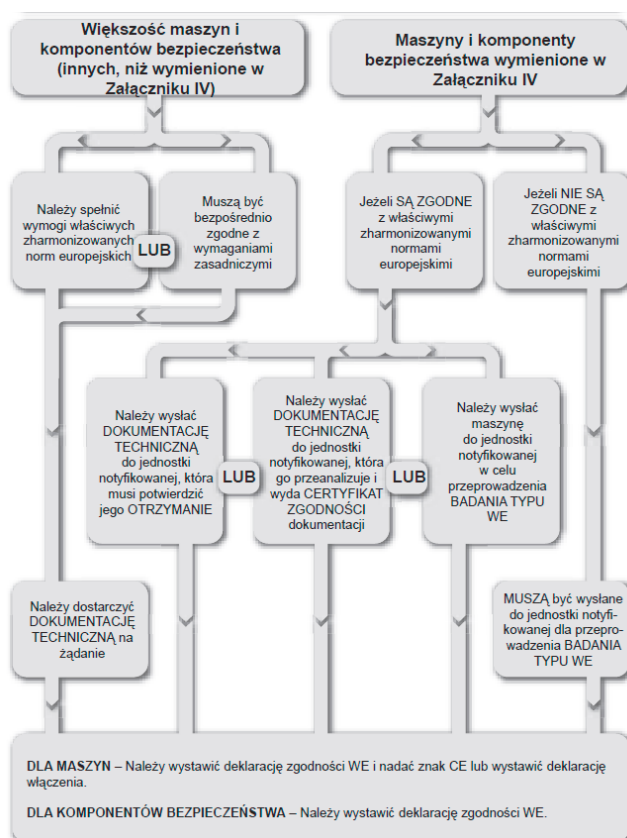 Większość maszyn i
komponentów bezpieczeństwa
(innych, niż wymienione w
Załączniku IV)
Maszyny i komponenty
bezpieczeństwa wymienione w
Załączniku IV
Należy spełnić
wymogi właściwych
zharmonizowanych
norm europejskich
LUB
Muszą być
bezpośrednio
zgodne z
wymaganiami
zasadniczymi
Jeżeli SĄ ZGODNE
z właściwymi
zharmonizowanymi
normami
europejskimi
Jeżeli NIE SĄ
ZGODNE z
właściwymi
zharmonizowanymi
normami
europejskimi
Należy wysłać
DOKUMENTACJĘ
TECHNICZNĄ
do jednostki
notyfikowanej, która
musi potwierdzić
jego OTRZYMANIE
LUB
Należy wysłać
DOKUMENTACJĘ
TECHNICZNĄ
do jednostki
notyfikowanej, która
go przeanalizuje i
wyda CERTYFIKAT
ZGODNOŚCI
dokumentacji
LUB
Należy wysłać
maszynę
do jednostki
notyfikowanej
w celu
przeprowadzenia
BADANIA TYPU
WE
Należy dostarczyć
DOKUMENTACJĘ
TECHNICZNĄ na
żądanie
MUSZĄ być wysłane
do jednostki notyfi-
kowanej dla przepro-
wadzenia BADANIA
TYPU WE
DLA MASZYN – Należy wystawić deklarację zgodności WE i nadać znak CE lub wystawić deklarację
włączenia.
DLA KOMPONENTÓW BEZPIECZEŃSTWA – Należy wystawić deklarację zgodności WE.